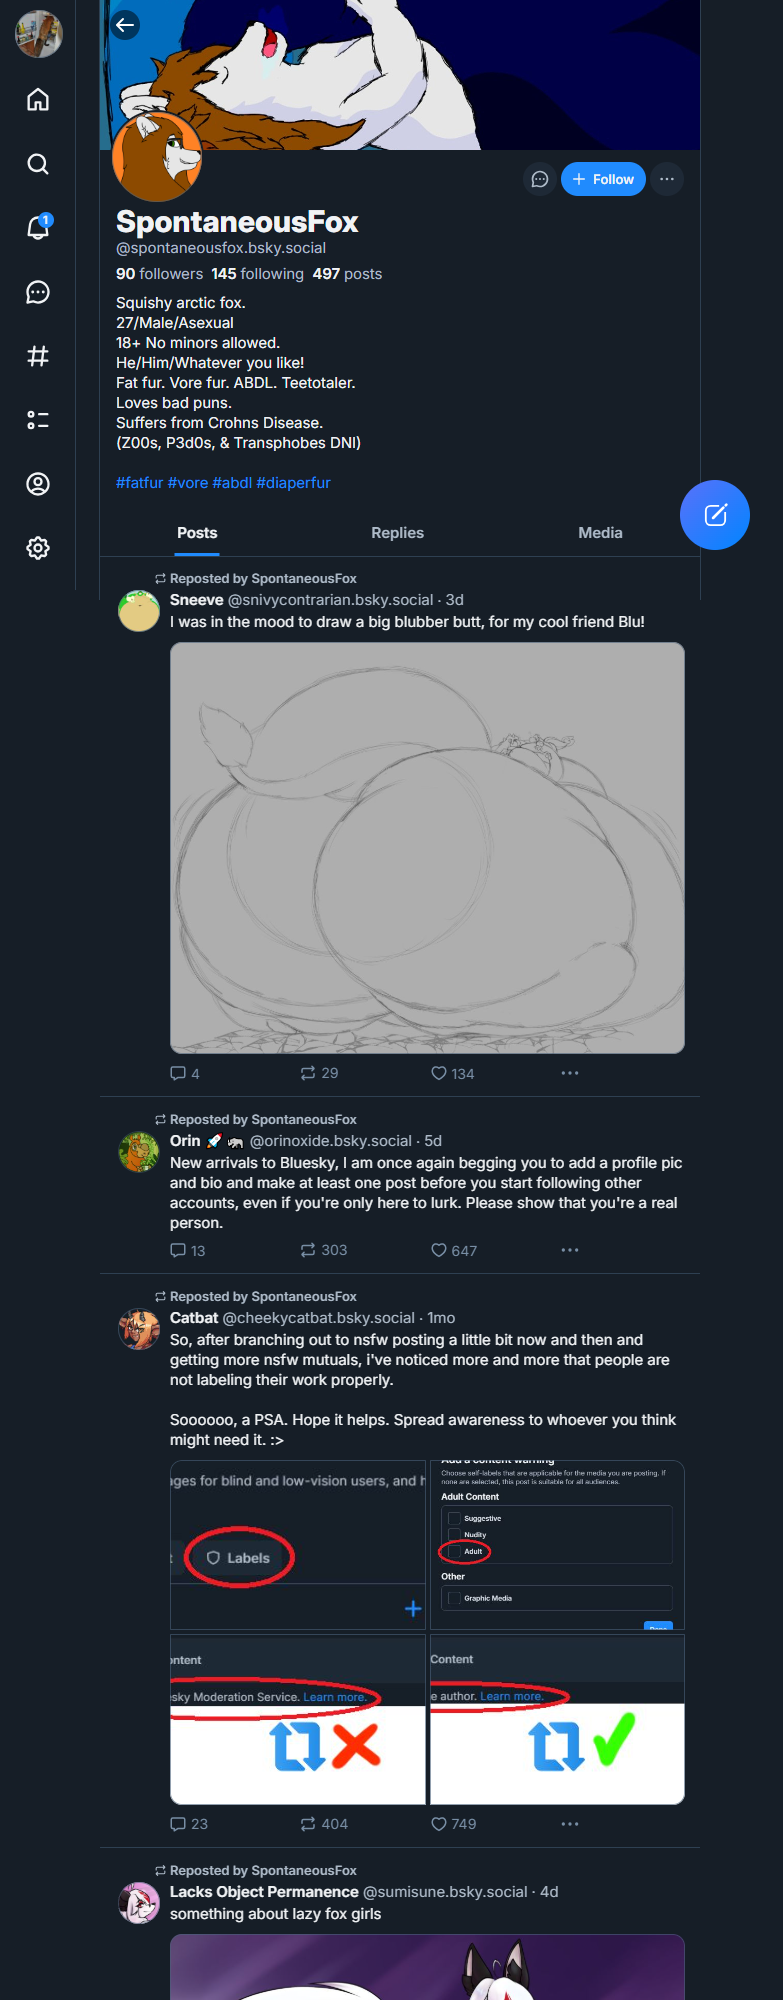 1
Follow
SpontaneousFox
@spontaneousfox.bsky.social
90 followers 145 following 497 posts
Squishy arctic fox.
27/Male/Asexual
18+ No minors allowed.
He/Him/Whatever you like!
Fat fur. Vore fur. ABDL. Teetotaler.
Loves bad puns.
Suffers from Crohns Disease.
(Z00s, P3d0s, & Transphobes DNI)
#fatfur #vore #abdl #diaperfur
Posts Replies Media
Reposted by SpontaneousFox
Sneeve @snivycontrarian.bsky.social · 3d
I was in the mood to draw a big blubber butt, for my cool friend Blu!
4 29 134
Reposted by SpontaneousFox
Orin 🚀 🦏 @orinoxide.bsky.social · 5d
New arrivals to Bluesky, I am once again begging you to add a profile pic
and bio and make at least one post before you start following other
accounts, even if you're only here to lurk. Please show that you're a real
person.
13 303 647
Reposted by SpontaneousFox
Catbat @cheekycatbat.bsky.social · 1mo
So, after branching out to nsfw posting a little bit now and then and
getting more nsfw mutuals, i've noticed more and more that people are
not labeling their work properly.
Soooooo, a PSA. Hope it helps. Spread awareness to whoever you think
might need it. :>
ages for blind and low-vision users, and h
t Labels
Add a content warning
Choose self-labels that are applicable for the media you are posting. If
none are selected, this post is suitable for all audiences.
Adult Content
Suggestive
Nudity
Adult
Other
Graphic Media
ontent
esky Moderation Service. Learn more.
Content
e author. Learn more.
23 404 749
Reposted by SpontaneousFox
Lacks Object Permanence @sumisune.bsky.social · 4d
something about lazy fox girls